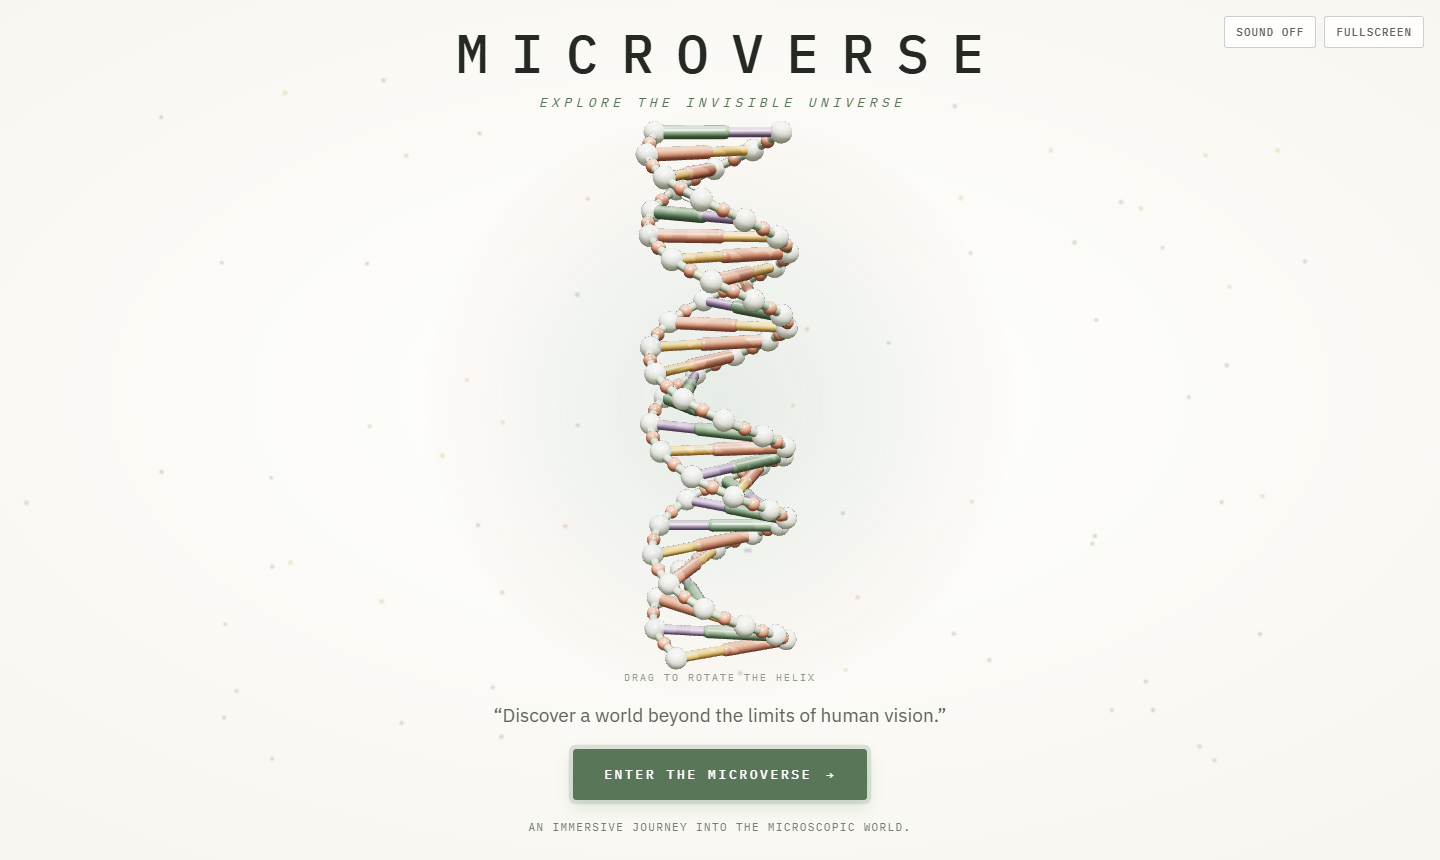 MICROVERSE
SOUND OFF
FULLSCREEN
EXPLORE THE INVISIBLE UNIVERSE
DRAG TO ROTATE THE HELIX
“Discover a world beyond the limits of human vision.”
ENTER THE MICROVERSE →
AN IMMERSIVE JOURNEY INTO THE MICROSCOPIC WORLD.